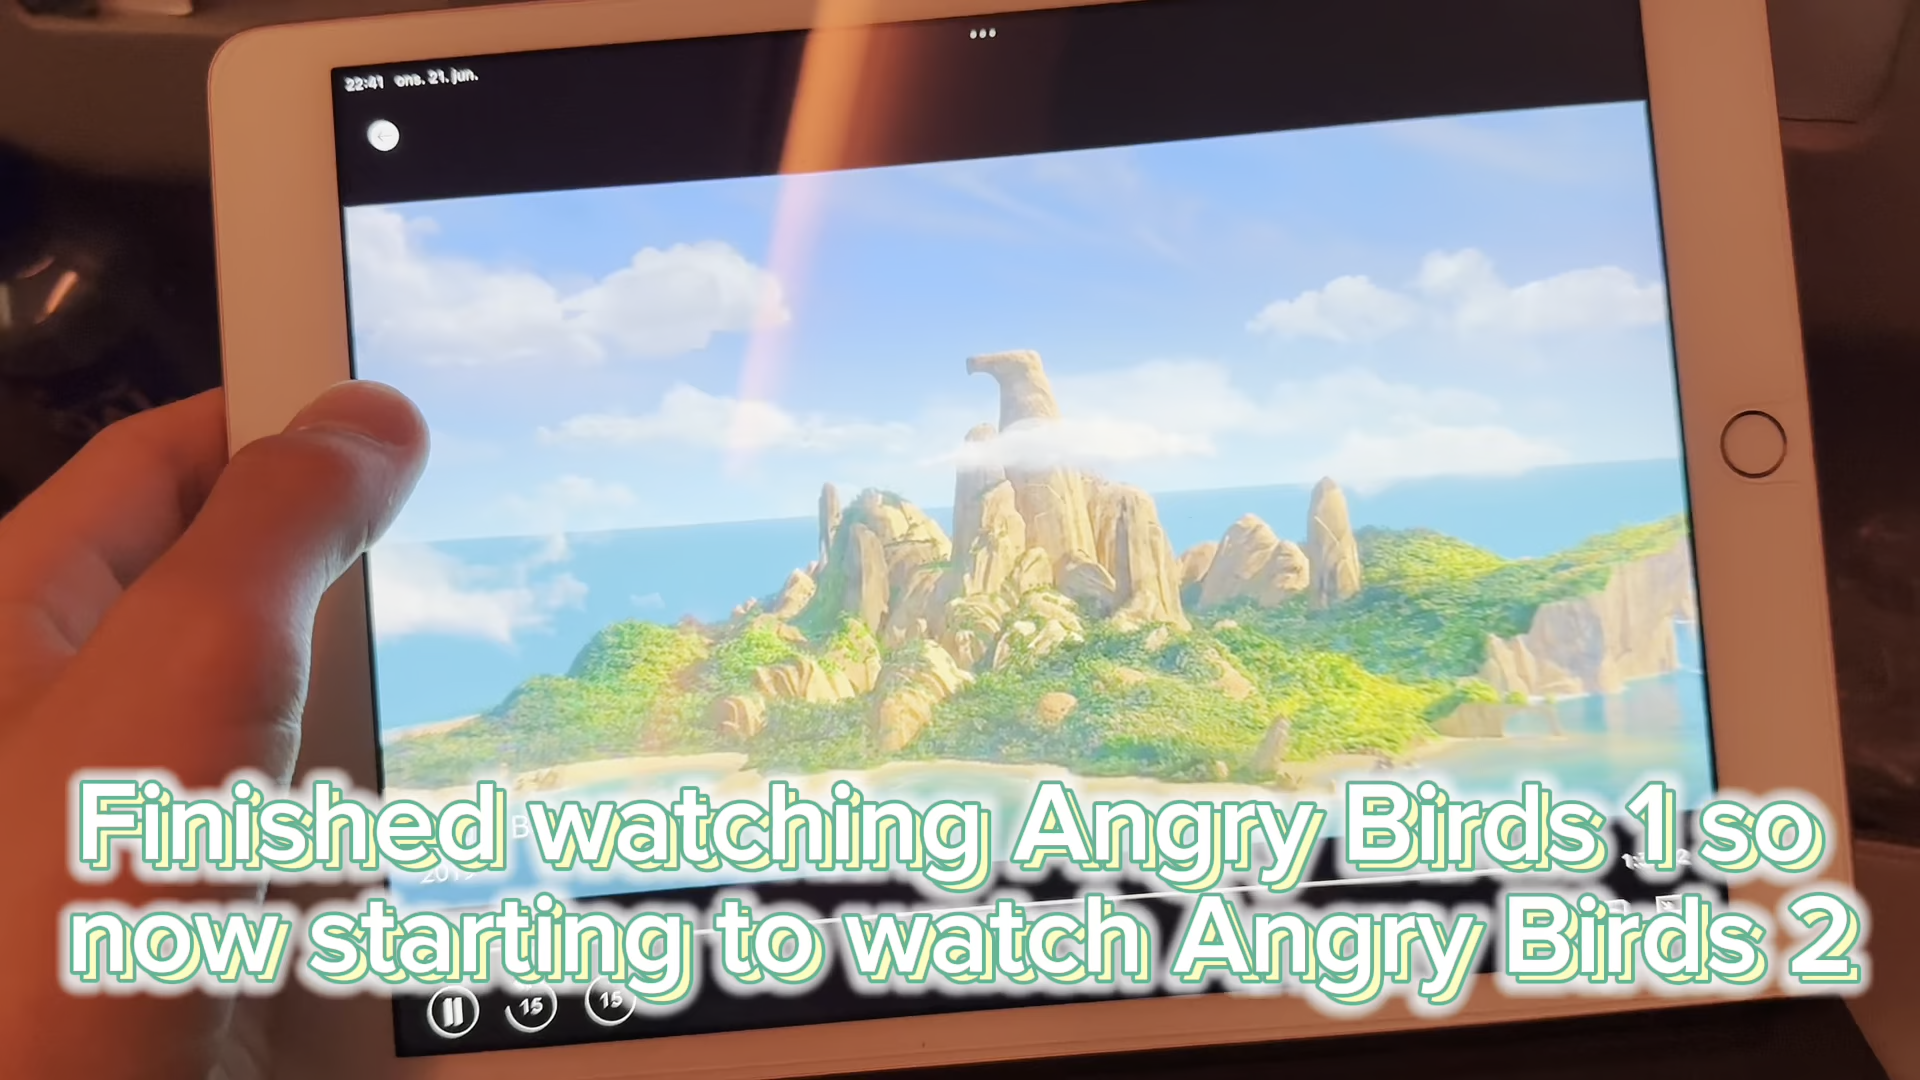 22:41 ons. 21. jun.
Finished watching Angry Birds 1 so
2019
now starting to watch Angry Birds 2
15 15